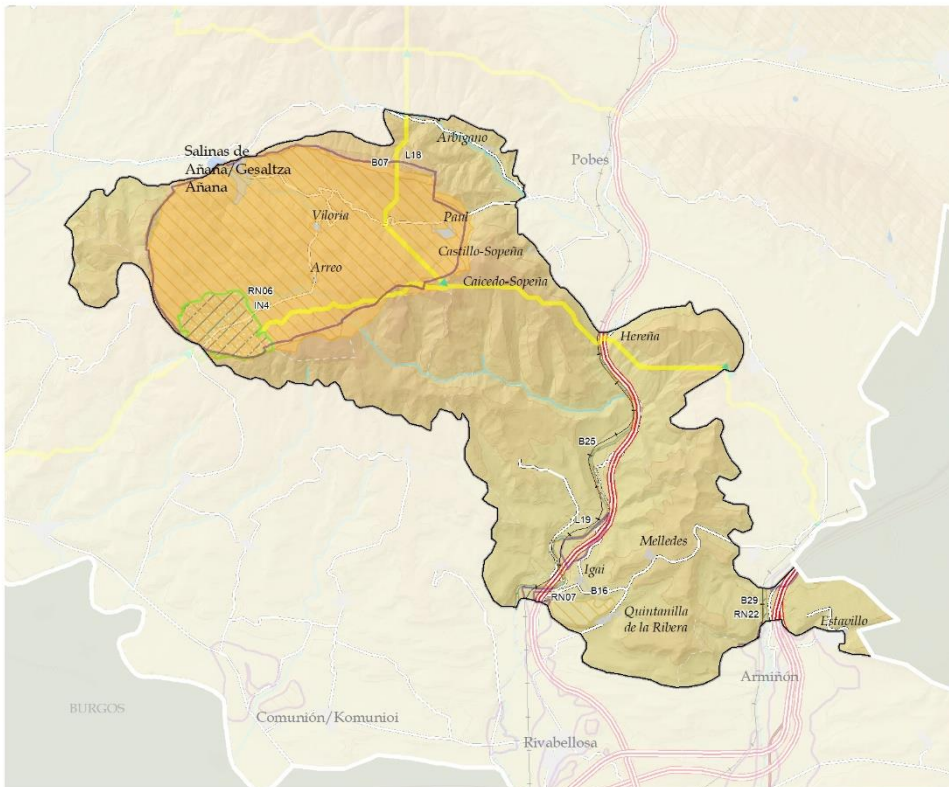 Arbigano
Salinas de
Añana/Gesaltza
Añana
B07
L18
Pobes
Viloria
Paul
Castillo-Sopeña
Arreo
Caicedo-Sopeña
RN06
IN4
Hereña
B25
L19
Melledes
Igai
B16
RN07
B29
RN22
Quintanilla
de la Ribera
Estavillo
Armiñón
BURGOS
Comunión/Komunioi
Rivabellosa